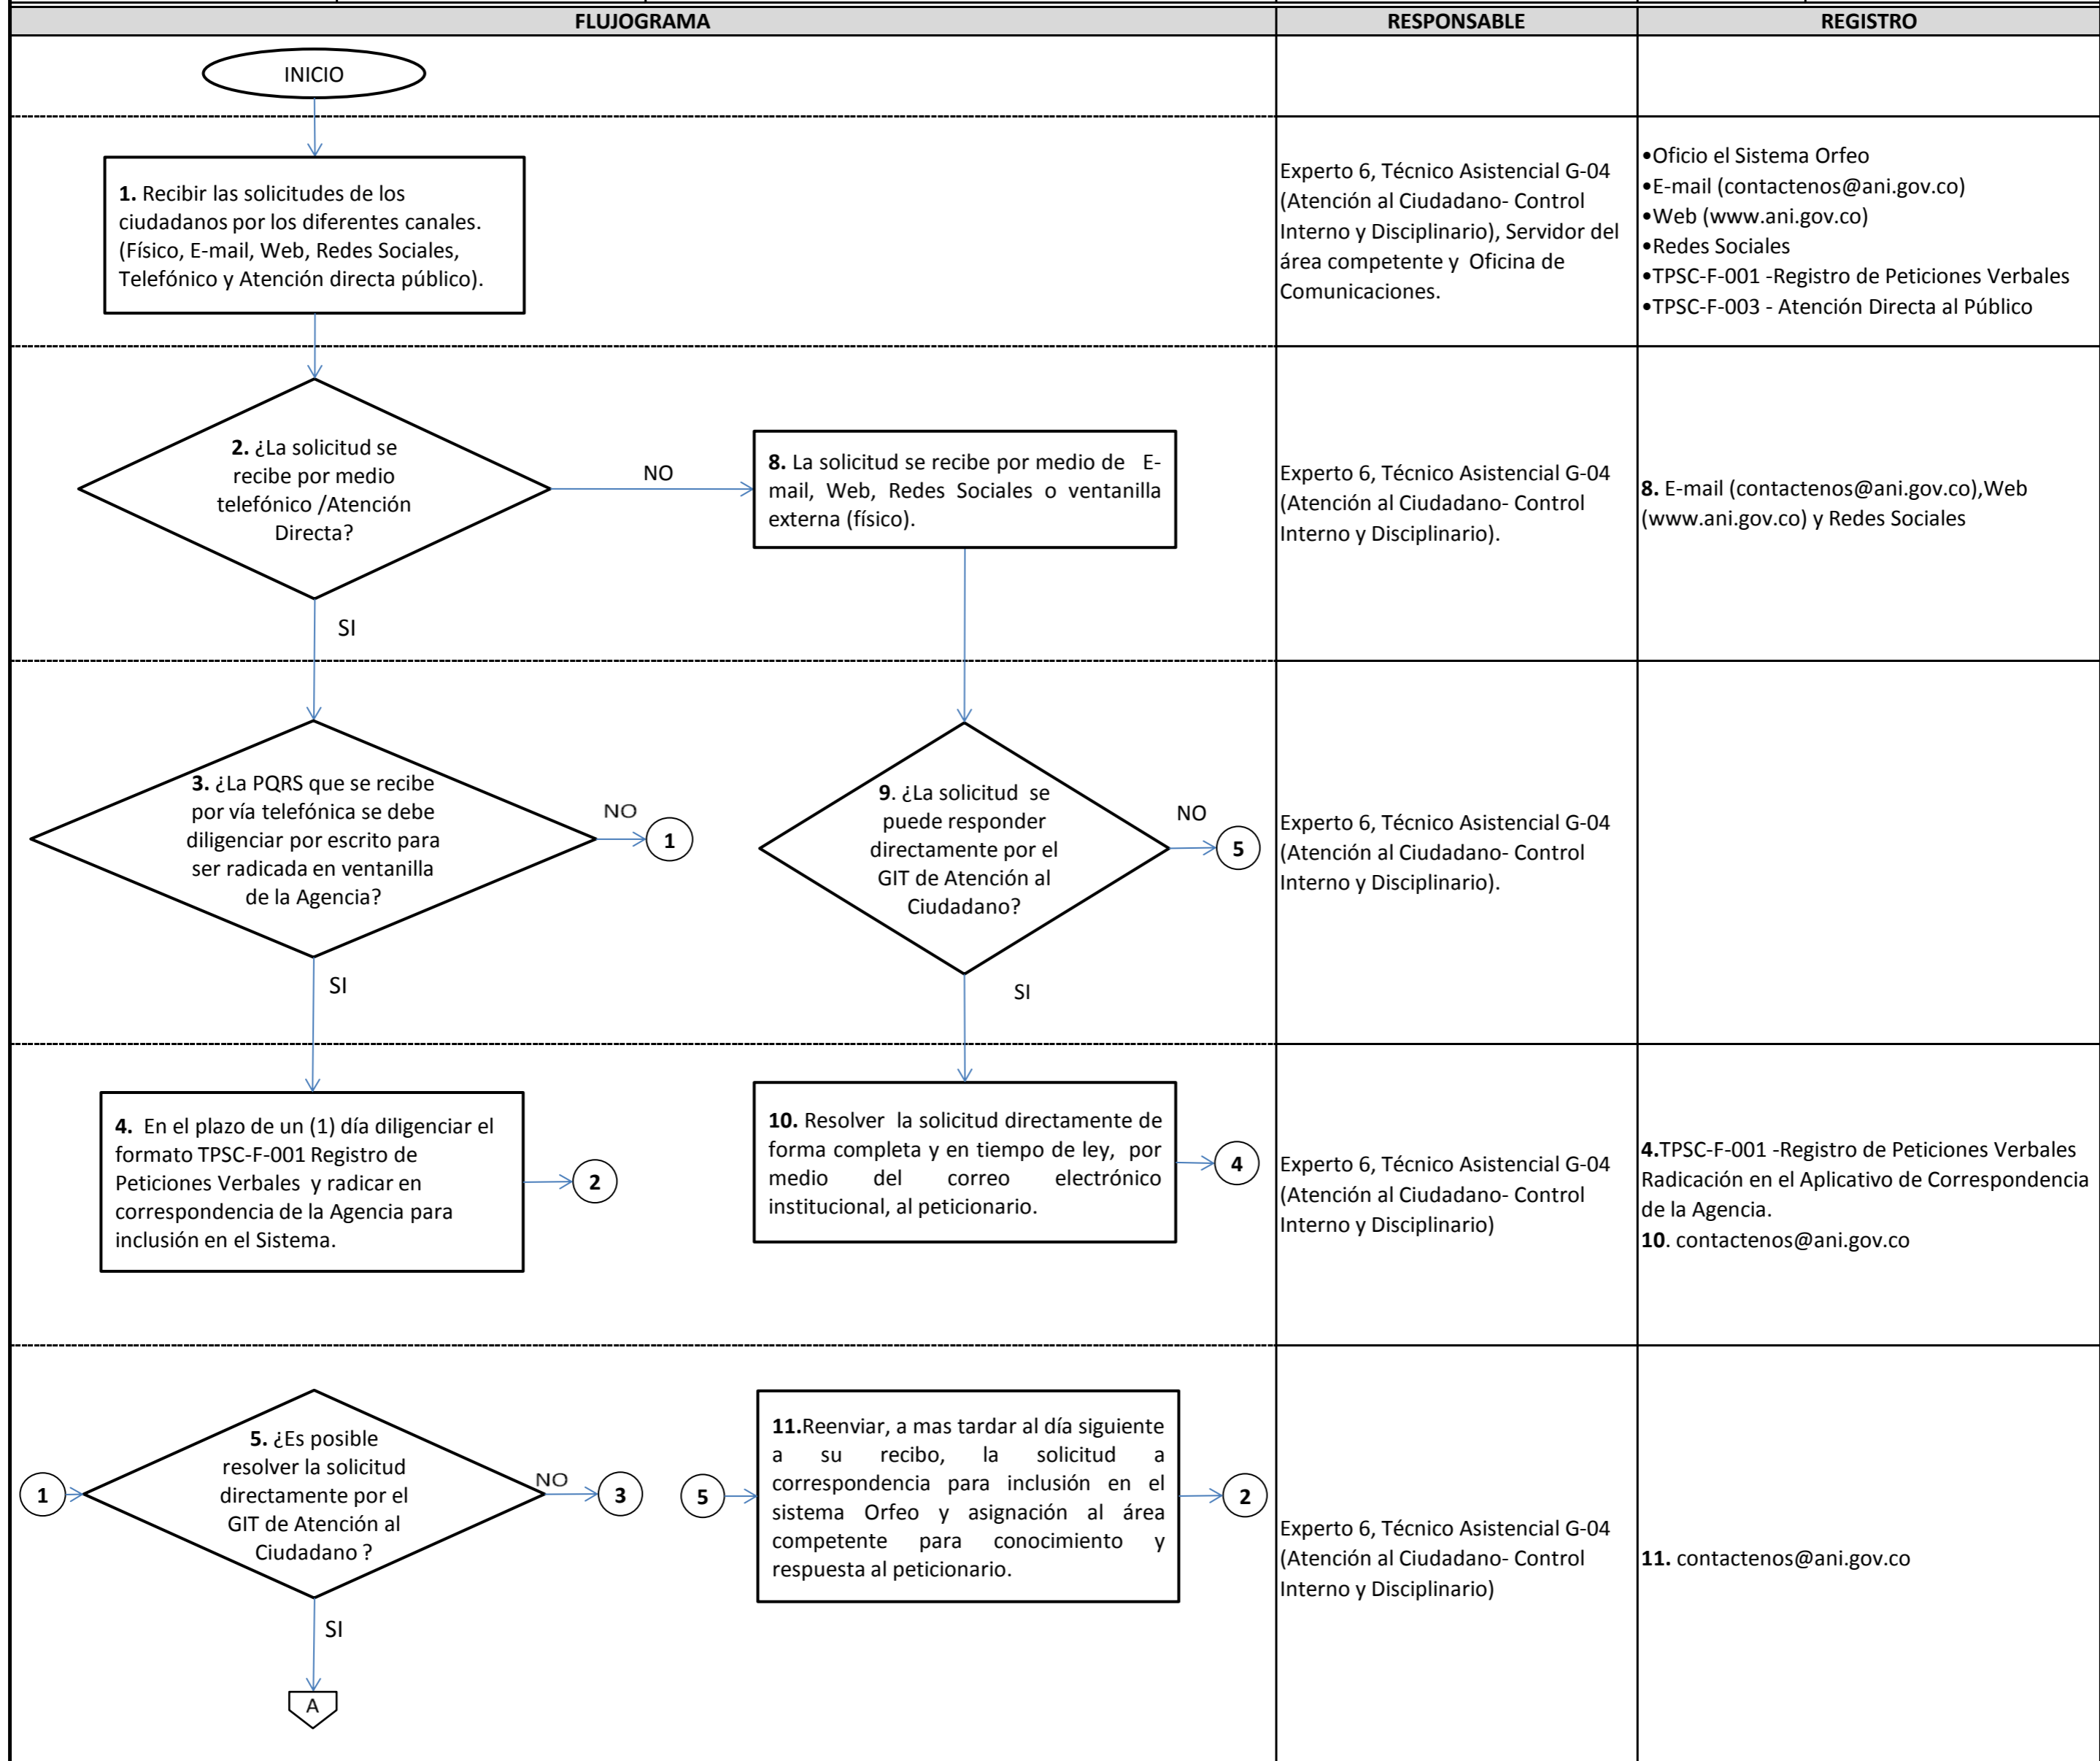 FLUJOGRAMA
RESPONSABLE
REGISTRO
INICIO
1. Recibir las solicitudes de los
ciudadanos por los diferentes canales.
(Físico, E-mail, Web, Redes Sociales,
Telefónico y Atención directa público).
Experto 6, Técnico Asistencial G-04
(Atención al Ciudadano- Control
Interno y Disciplinario), Servidor del
área competente y Oficina de
Comunicaciones.
•Oficio el Sistema Orfeo
•E-mail (contactenos@ani.gov.co)
•Web (www.ani.gov.co)
•Redes Sociales
•TPSC-F-001 -Registro de Peticiones Verbales
•TPSC-F-003 - Atención Directa al Público
2. ¿La solicitud se
recibe por medio
telefónico /Atención
Directa?
NO
SI
8. La solicitud se recibe por medio de E-
mail, Web, Redes Sociales o ventanilla
externa (físico).
Experto 6, Técnico Asistencial G-04
(Atención al Ciudadano- Control
Interno y Disciplinario).
8. E-mail (contactenos@ani.gov.co),Web
(www.ani.gov.co) y Redes Sociales
3. ¿La PQRS que se recibe
por vía telefónica se debe
diligenciar por escrito para
ser radicada en ventanilla
de la Agencia?
NO
1
SI
9. ¿La solicitud se
puede responder
directamente por el
GIT de Atención al
Ciudadano?
NO
5
SI
Experto 6, Técnico Asistencial G-04
(Atención al Ciudadano- Control
Interno y Disciplinario).
4. En el plazo de un (1) día diligenciar el
formato TPSC-F-001 Registro de
Peticiones Verbales y radicar en
correspondencia de la Agencia para
inclusión en el Sistema.
2
10. Resolver la solicitud directamente de
forma completa y en tiempo de ley, por
medio del correo electrónico
institucional, al peticionario.
4
Experto 6, Técnico Asistencial G-04
(Atención al Ciudadano- Control
Interno y Disciplinario)
4.TPSC-F-001 -Registro de Peticiones Verbales
Radicación en el Aplicativo de Correspondencia
de la Agencia.
10. contactenos@ani.gov.co
1
5. ¿Es posible
resolver la solicitud
directamente por el
GIT de Atención al
Ciudadano ?
NO
3
SI
A
5
11.Reenviar, a mas tardar al día siguiente
a su recibo, la solicitud a
correspondencia para inclusión en el
sistema Orfeo y asignación al área
competente para conocimiento y
respuesta al peticionario.
2
Experto 6, Técnico Asistencial G-04
(Atención al Ciudadano- Control
Interno y Disciplinario)
11. contactenos@ani.gov.co